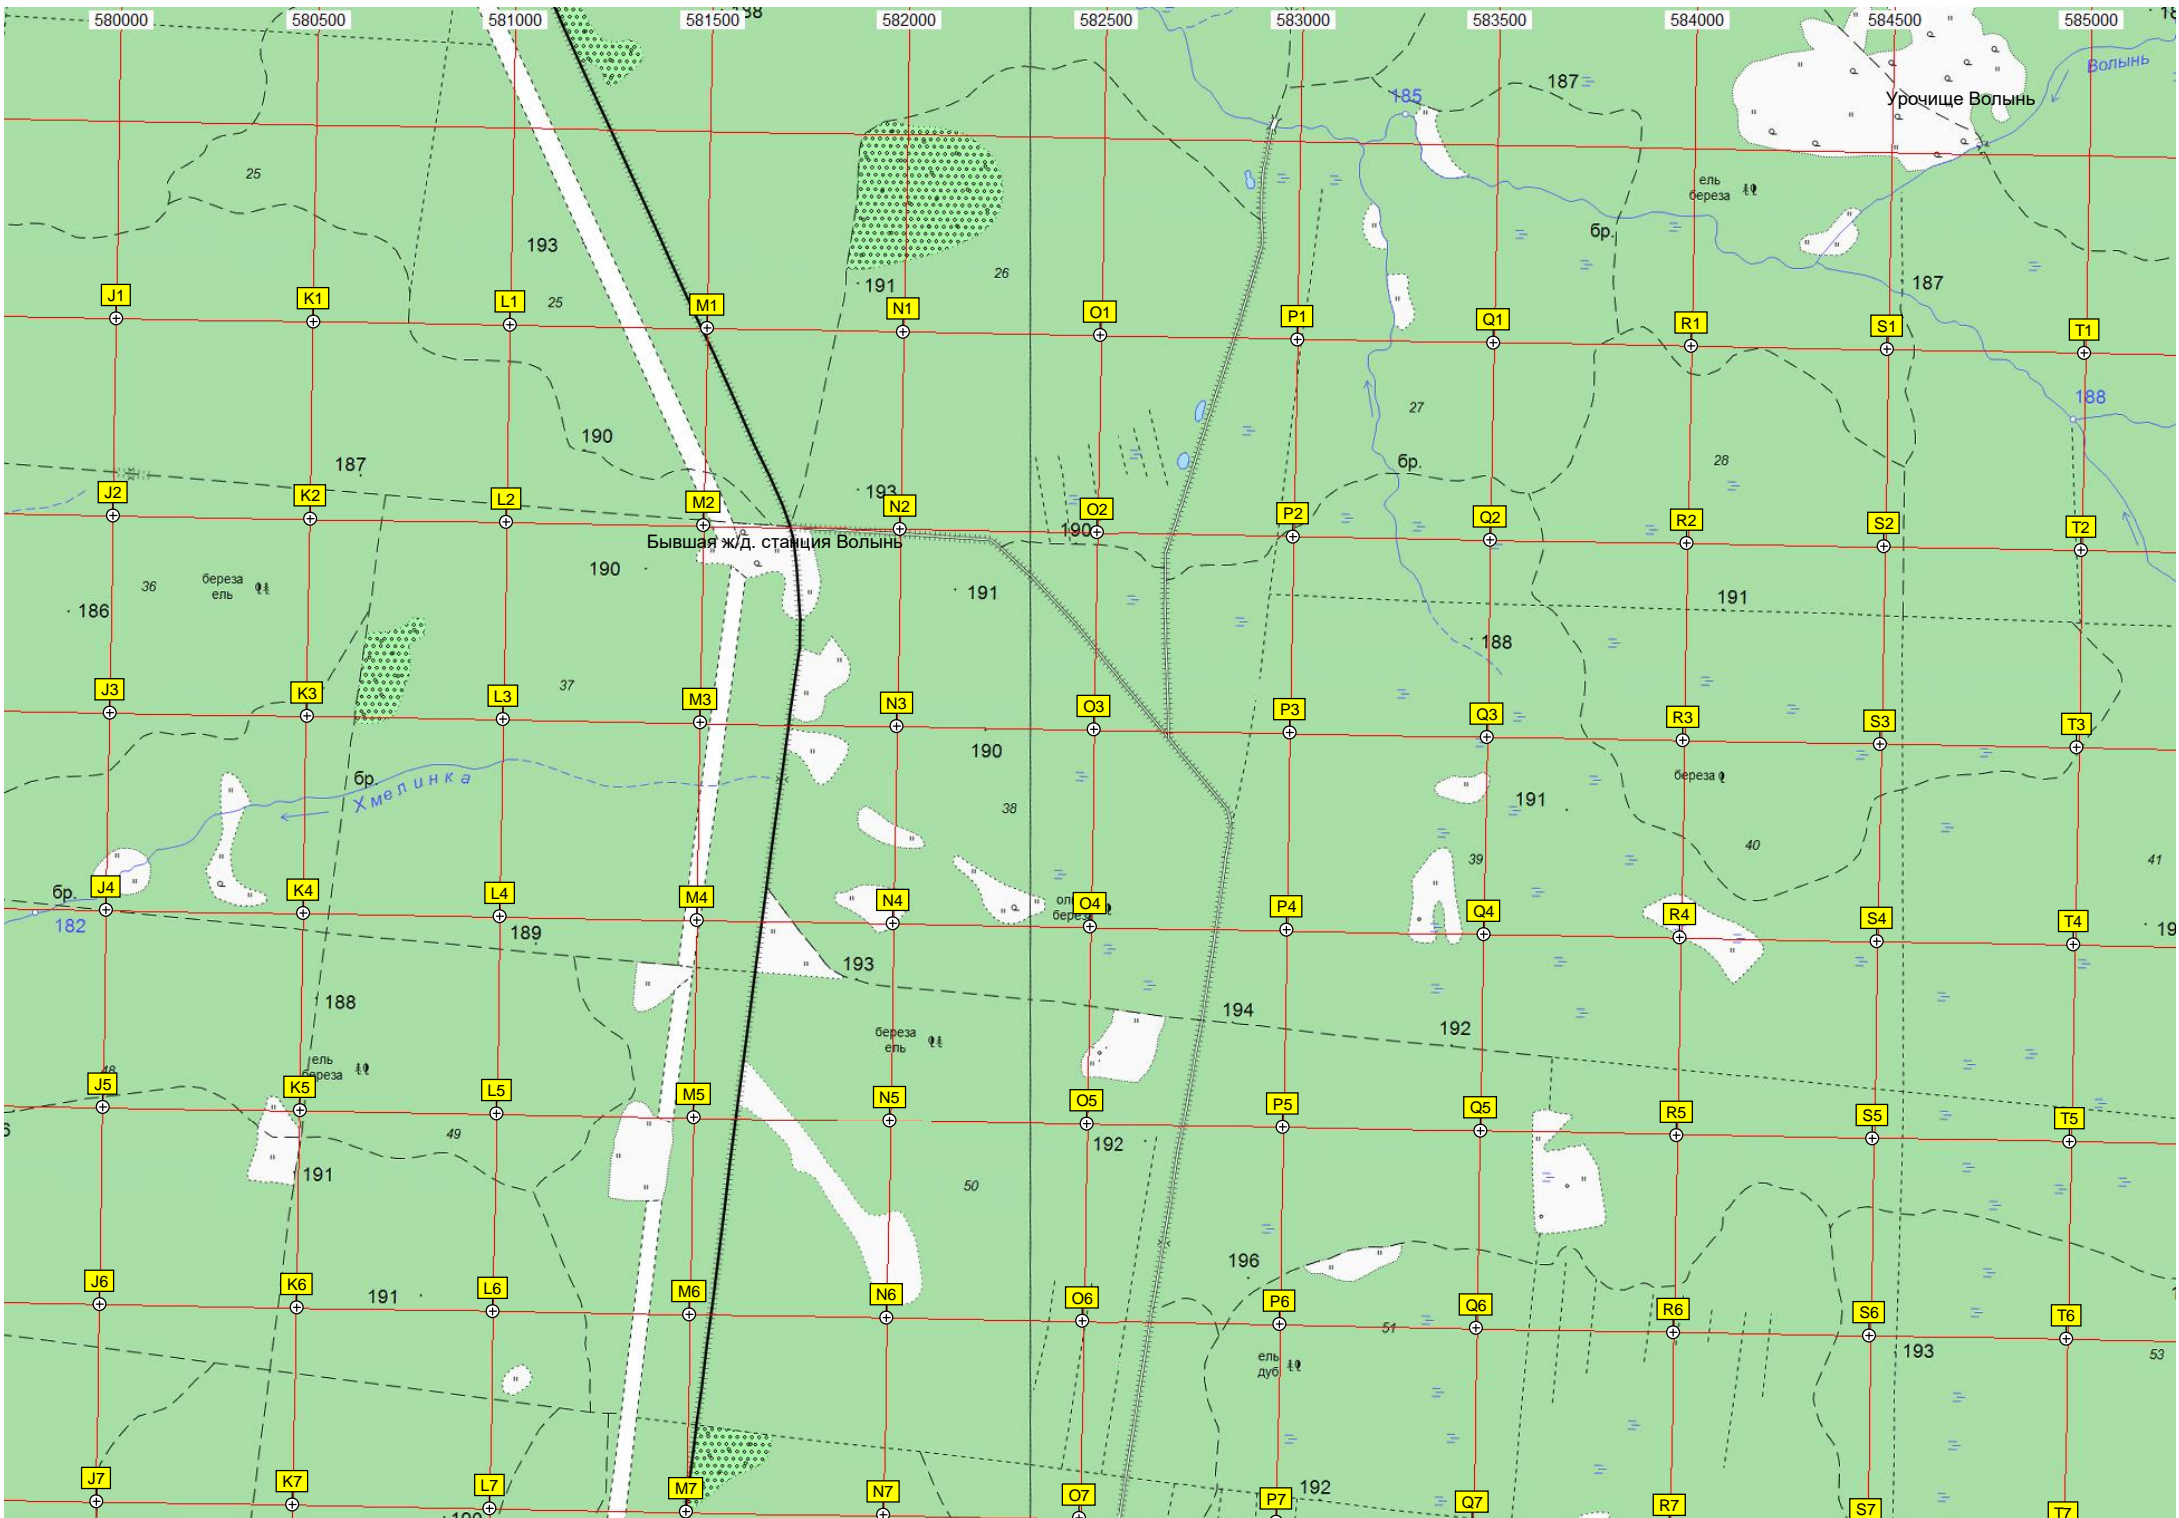 188
580000 580500 581000 581500 582000 582500 583000 583500 584000 584500 585000
Волынь
187
185
Урочище Волынь
25
ель
береза
193
бр.
26
191
187
25
J1 K1 L1 M1 N1 O1 P1 Q1 R1 S1 T1
188
27
190
187
бр.
28
193
J2 K2 L2 M2 N2 O2 P2 Q2 R2 S2 T2
190
Бывшая ж/д. станция Волынь
190
36
береза
ель
191
191
186
188
37
J3 K3 L3 M3 N3 O3 P3 Q3 R3 S3 T3
190
бр.
Хмелинка
береза
191
38
39
40
41
бр.
J4 K4 L4 M4 N4 O4 P4 Q4 R4 S4 T4
182
189
193
188
194
192
береза
ель
ель
береза
48
J5 K5 L5 M5 N5 O5 P5 Q5 R5 S5 T5
49
192
191
50
196
J6 K6 L6 M6 N6 O6 P6 Q6 R6 S6 T6
191
51
193
53
ель
дуб
J7 K7 L7 M7 N7 O7 P7 Q7 R7 S7 T7
192
190